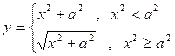 y = { x² + a² , x² < a²
√(x² + a²) , x² ≥ a²